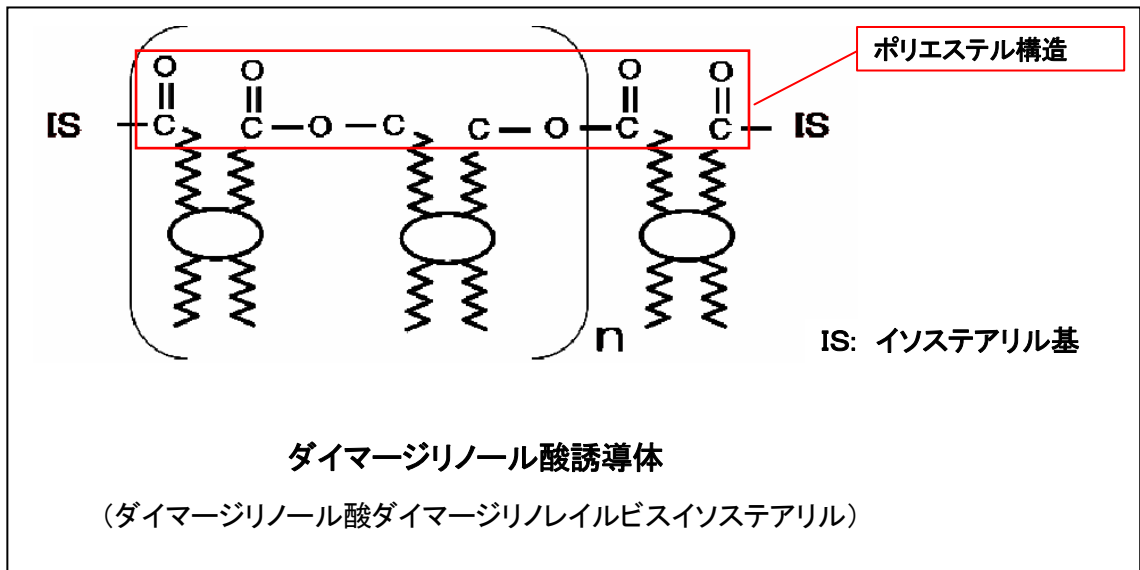 ポリエステル構造
O O O O
IS － C C － O － C C － O － C C － IS
n
IS: イソステアリル基
ダイマージリノール酸誘導体
（ダイマージリノール酸ダイマージリノレイルビスイソステアリル）